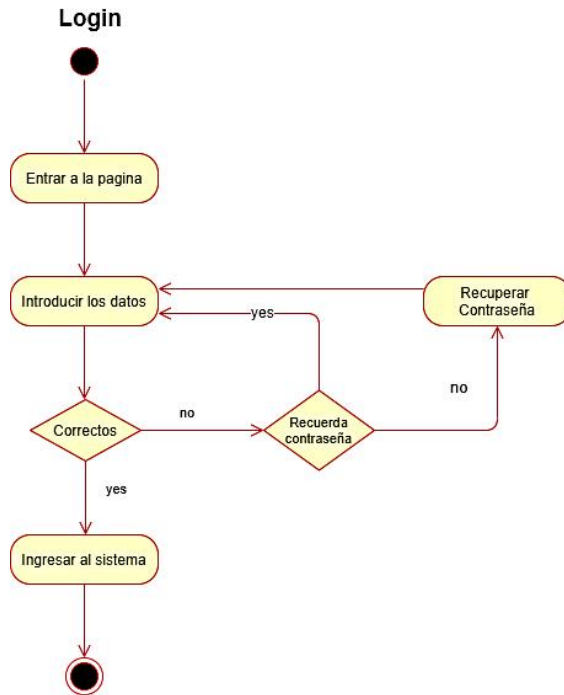 Login
Entrar a la pagina
Introducir los datos
Recuperar
Contraseña
yes
no
Correctos
no
Recuerda
contraseña
yes
Ingresar al sistema